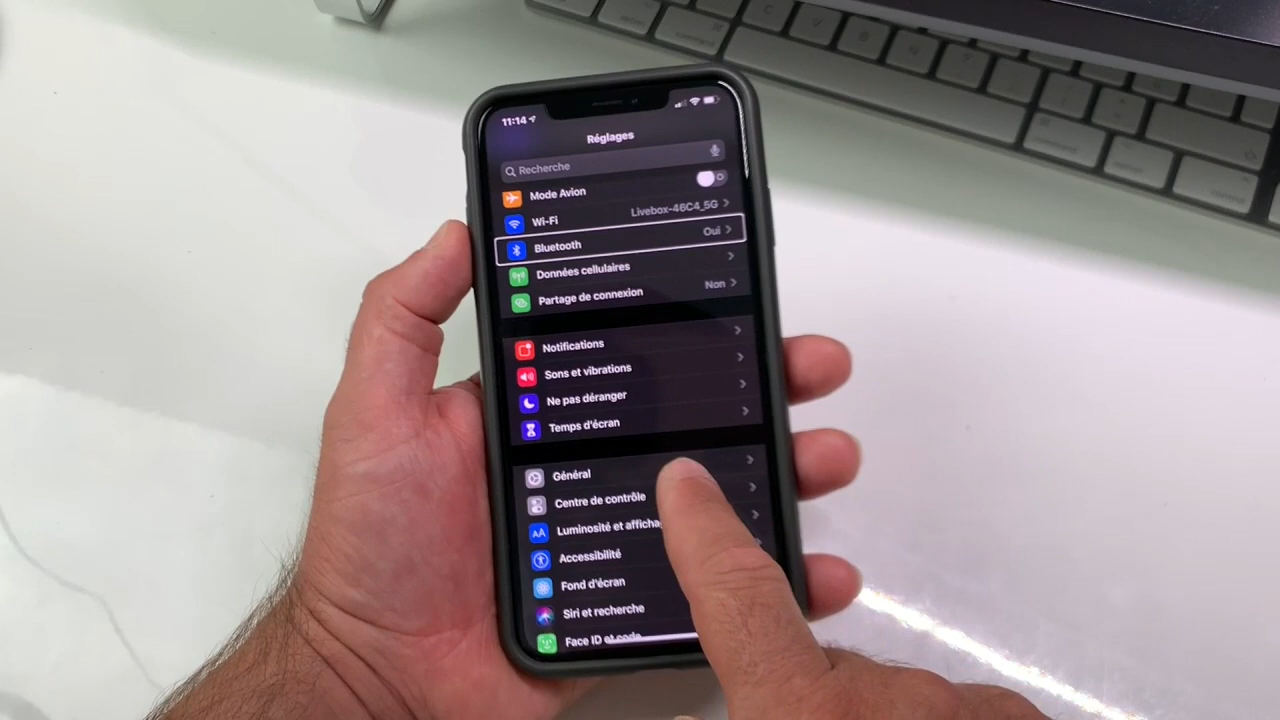 11:14
Réglages
Recherche
Mode Avion
Wi-Fi Livebox-46C4_5G
Bluetooth Oui
Données cellulaires
Partage de connexion Non
Notifications
Sons et vibrations
Ne pas déranger
Temps d'écran
Général
Centre de contrôle
AA Luminosité et afficha
Accessibilité
Fond d'écran
Siri et recherche
Face ID et code